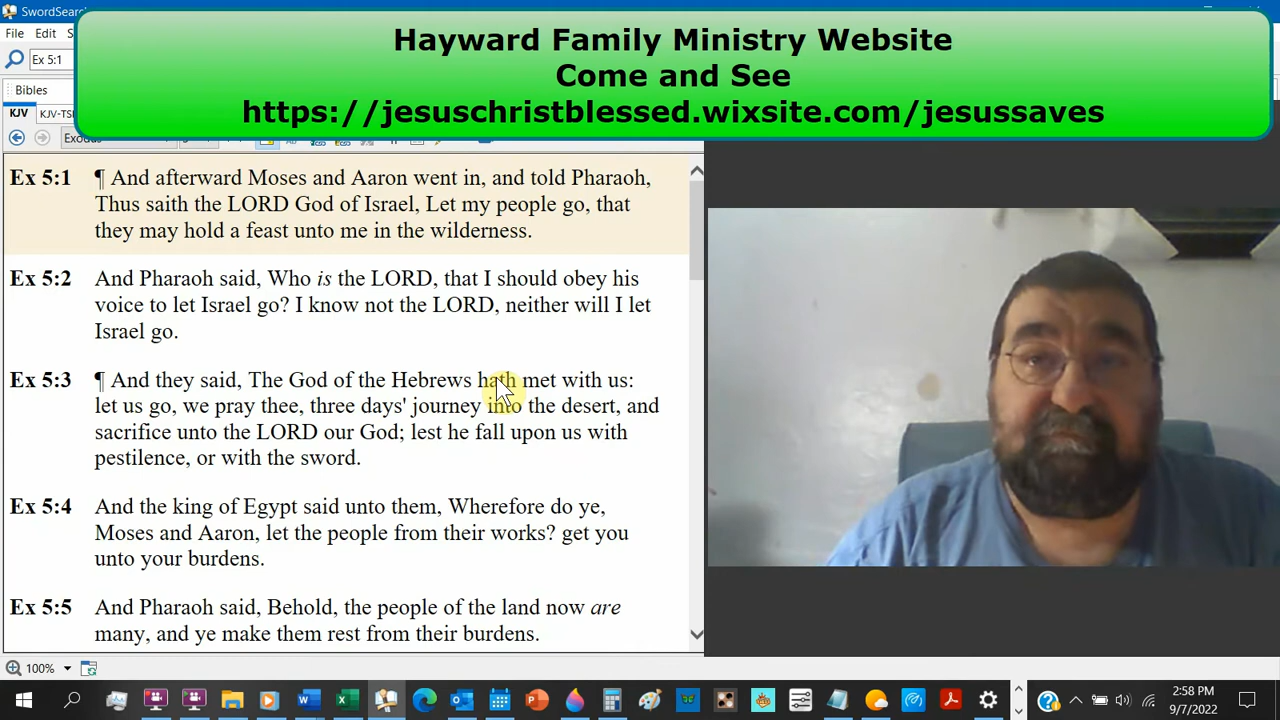 SwordSear
Hayward Family Ministry Website
Come and See
https://jesuschristblessed.wixsite.com/jesussaves
File Edit S
Ex 5:1
Bibles
KJV KJV-TS
Exodus
Ex 5:1 ¶ And afterward Moses and Aaron went in, and told Pharaoh,
Thus saith the LORD God of Israel, Let my people go, that
they may hold a feast unto me in the wilderness.
Ex 5:2 And Pharaoh said, Who is the LORD, that I should obey his
voice to let Israel go? I know not the LORD, neither will I let
Israel go.
Ex 5:3 ¶ And they said, The God of the Hebrews hath met with us:
let us go, we pray thee, three days' journey into the desert, and
sacrifice unto the LORD our God; lest he fall upon us with
pestilence, or with the sword.
Ex 5:4 And the king of Egypt said unto them, Wherefore do ye,
Moses and Aaron, let the people from their works? get you
unto your burdens.
Ex 5:5 And Pharaoh said, Behold, the people of the land now are
many, and ye make them rest from their burdens.
100%
2:58 PM
9/7/2022